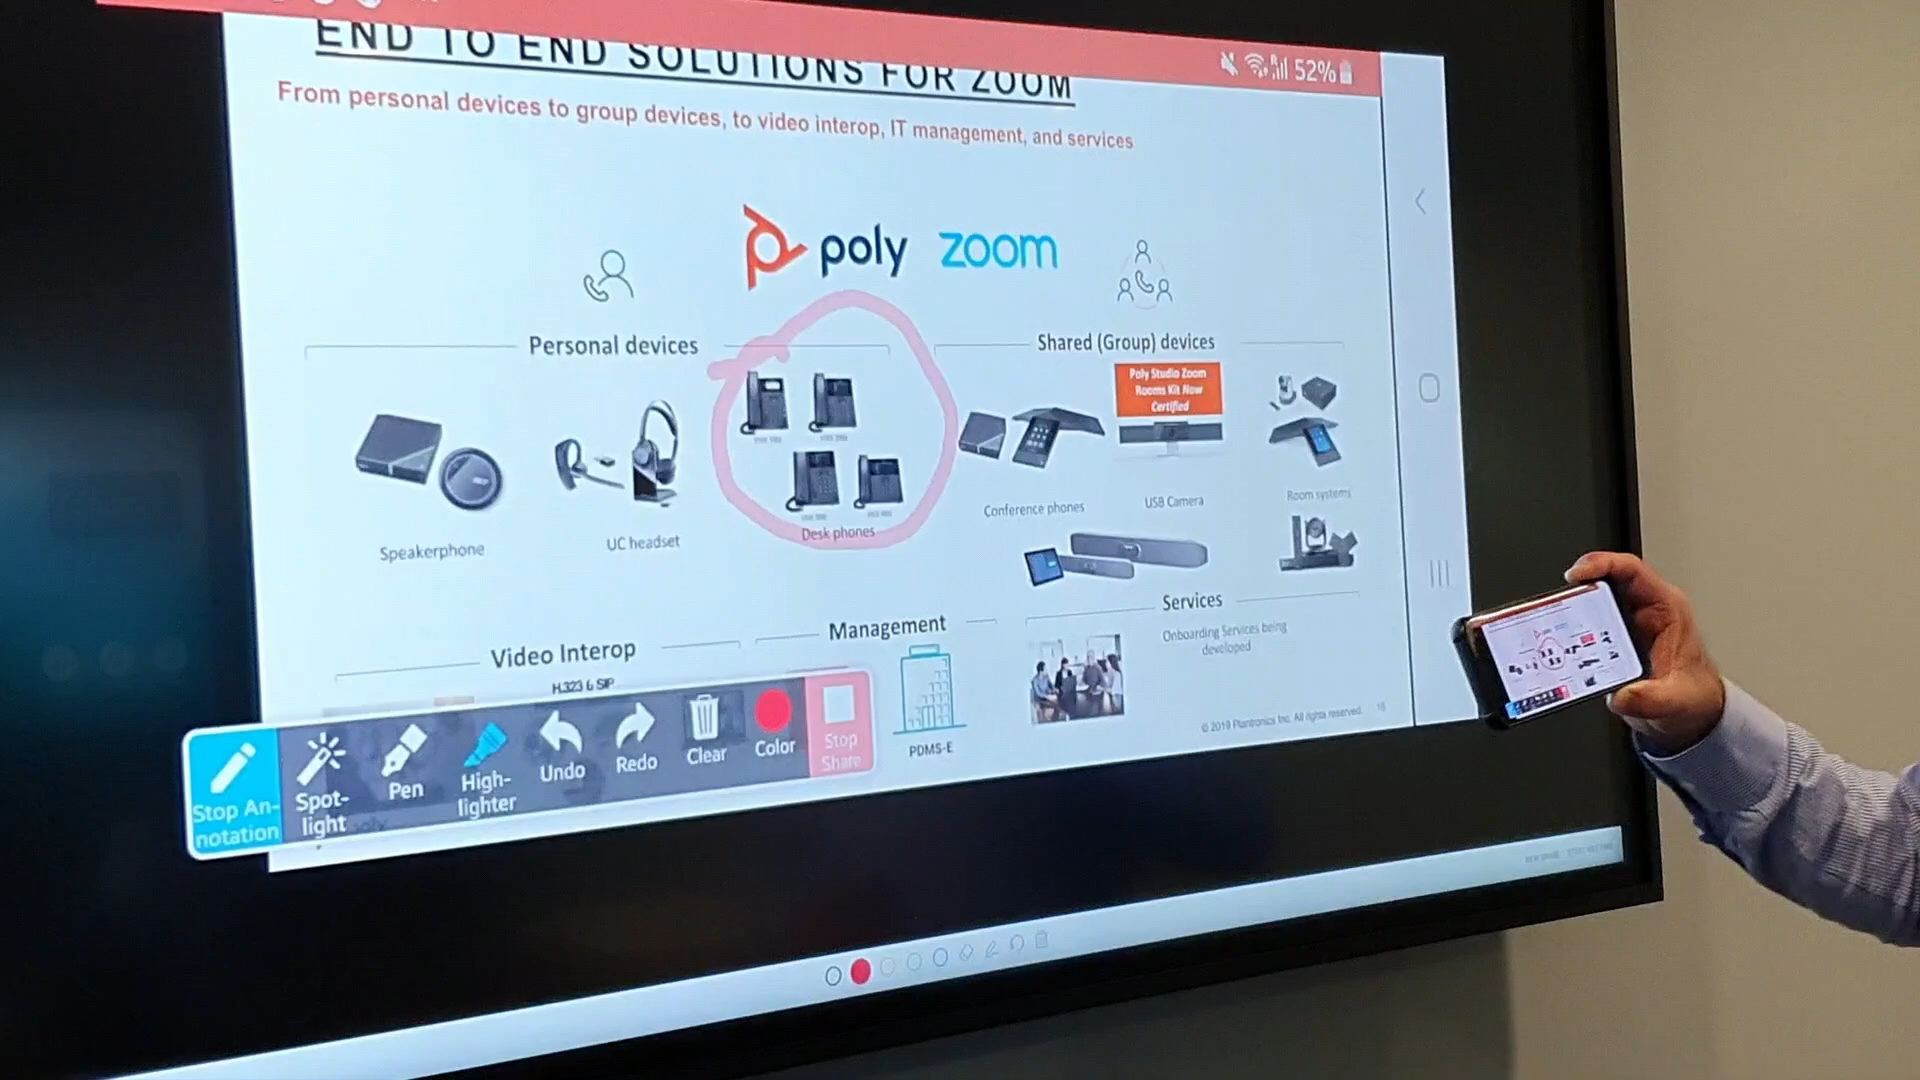 END TO END SOLUTIONS FOR ZOOM
52%
From personal devices to group devices, to video interop, IT management, and services
poly zoom
Personal devices
Shared (Group) devices
Poly Studio Zoom
Rooms Kit Now
Certified
Speakerphone
UC headset
Desk phones
Conference phones
USB Camera
Room systems
Video Interop
H.323 & SIP
Management
PDMS-E
Services
Onboarding Services being
developed
© 2019 Plantronics Inc. All rights reserved.
Stop An-
notation
Spot-
light
Pen
High-
lighter
Undo
Redo
Clear
Color
Stop
Share